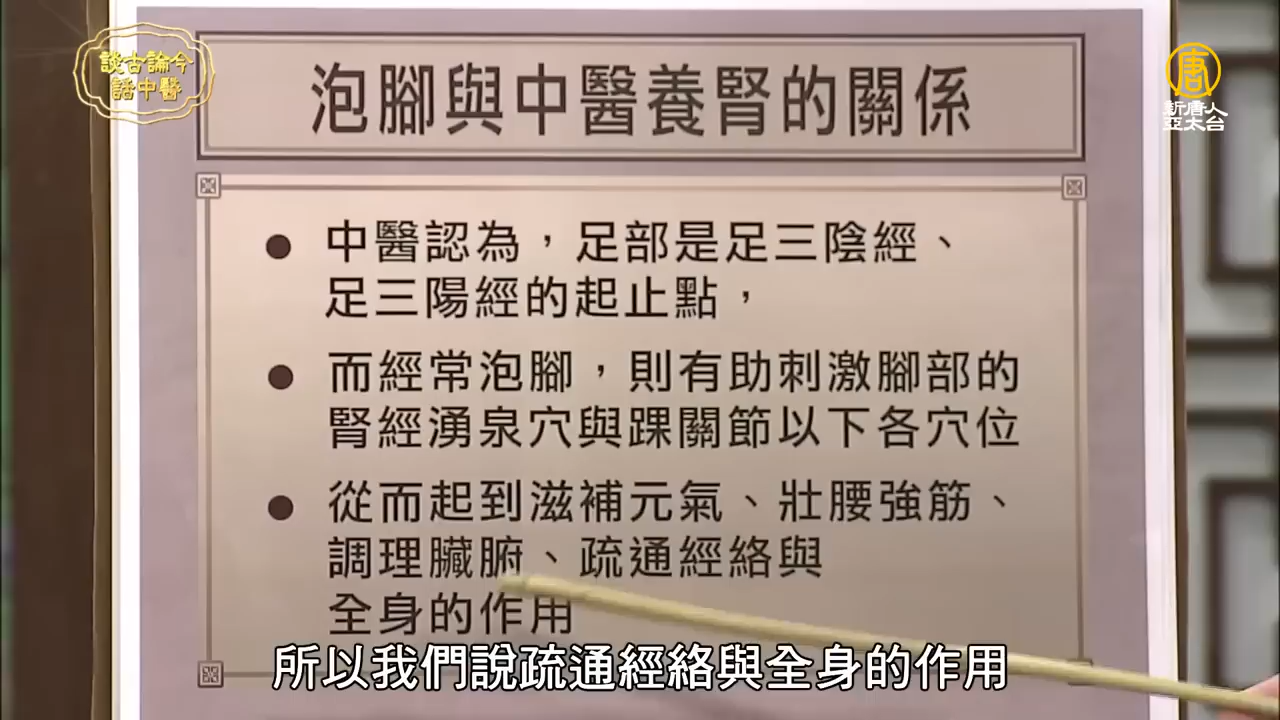 談古論今
話中醫
唐
新唐人
亞太台
泡腳與中醫養腎的關係
● 中醫認為，足部是足三陰經、
足三陽經的起止點，
● 而經常泡腳，則有助刺激腳部的
腎經湧泉穴與踝關節以下各穴位
● 從而起到滋補元氣、壯腰強筋、
調理臟腑、疏通經絡與
全身的作用
所以我們說疏通經絡與全身的作用